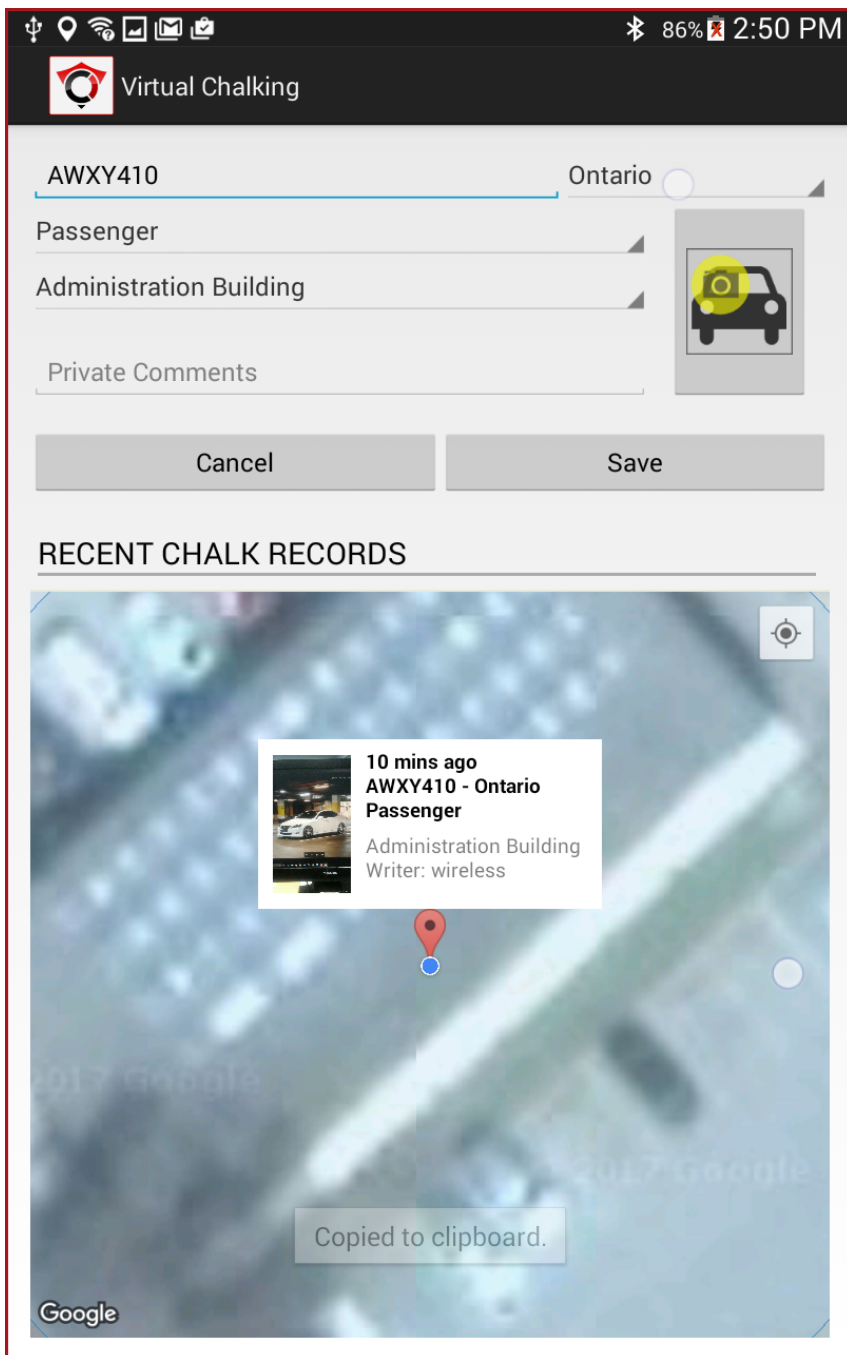 86% 2:50 PM
Virtual Chalking
AWXY410 Ontario
Passenger
Administration Building
Private Comments
Cancel Save
RECENT CHALK RECORDS
10 mins ago
AWXY410 - Ontario
Passenger
Administration Building
Writer: wireless
2017 Google
2017 Google
Copied to clipboard.
Google